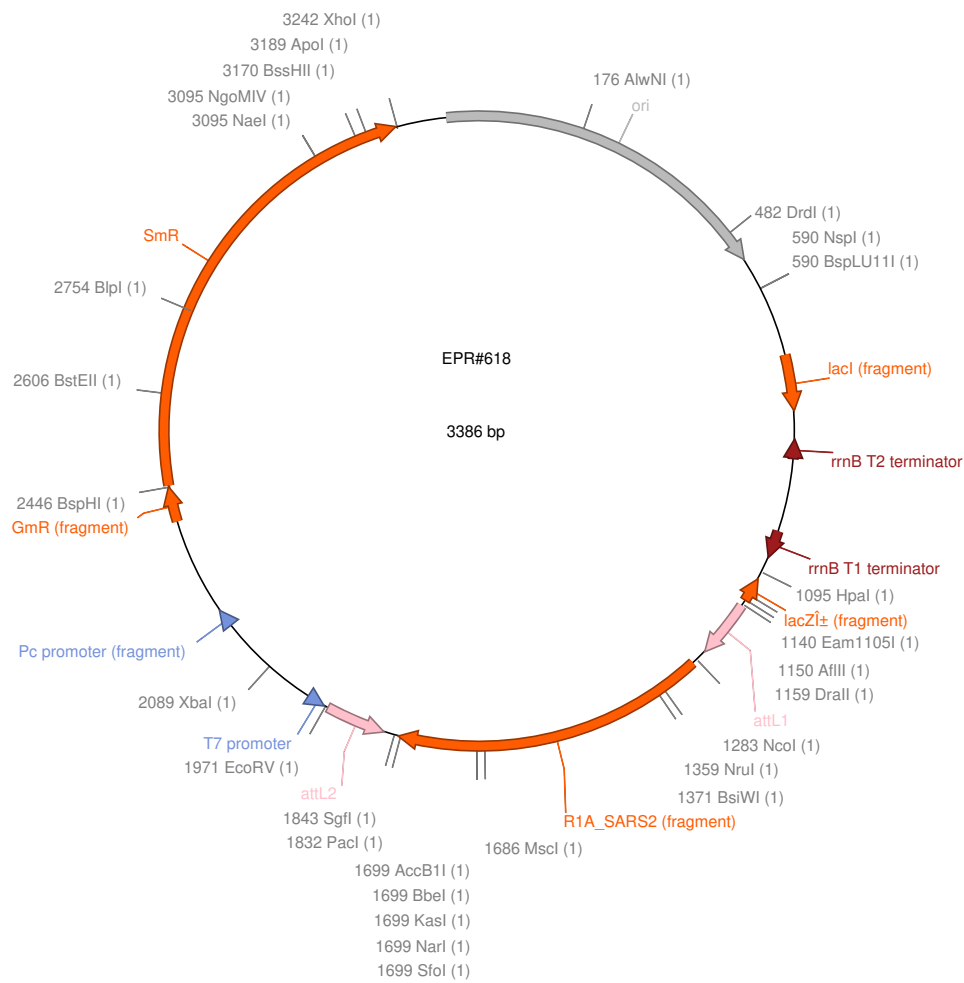 3242 XhoI (1)
3189 ApoI (1)
3170 BssHII (1)
3095 NgoMIV (1)
3095 NaeI (1)
176 AlwNI (1)
ori
482 DrdI (1)
590 NspI (1)
590 BspLU11I (1)
SmR
2754 BlpI (1)
EPR#618
lacI (fragment)
2606 BstEII (1)
3386 bp
rrnB T2 terminator
2446 BspHI (1)
GmR (fragment)
rrnB T1 terminator
1095 HpaI (1)
lacZÎ± (fragment)
1140 Eam1105I (1)
Pc promoter (fragment)
1150 AflII (1)
1159 DraII (1)
2089 XbaI (1)
attL1
T7 promoter
1283 NcoI (1)
1971 EcoRV (1)
1359 NruI (1)
attL2
1371 BsiWI (1)
1843 SgfI (1)
R1A_SARS2 (fragment)
1832 PacI (1)
1686 MscI (1)
1699 AccB1I (1)
1699 BbeI (1)
1699 KasI (1)
1699 NarI (1)
1699 SfoI (1)